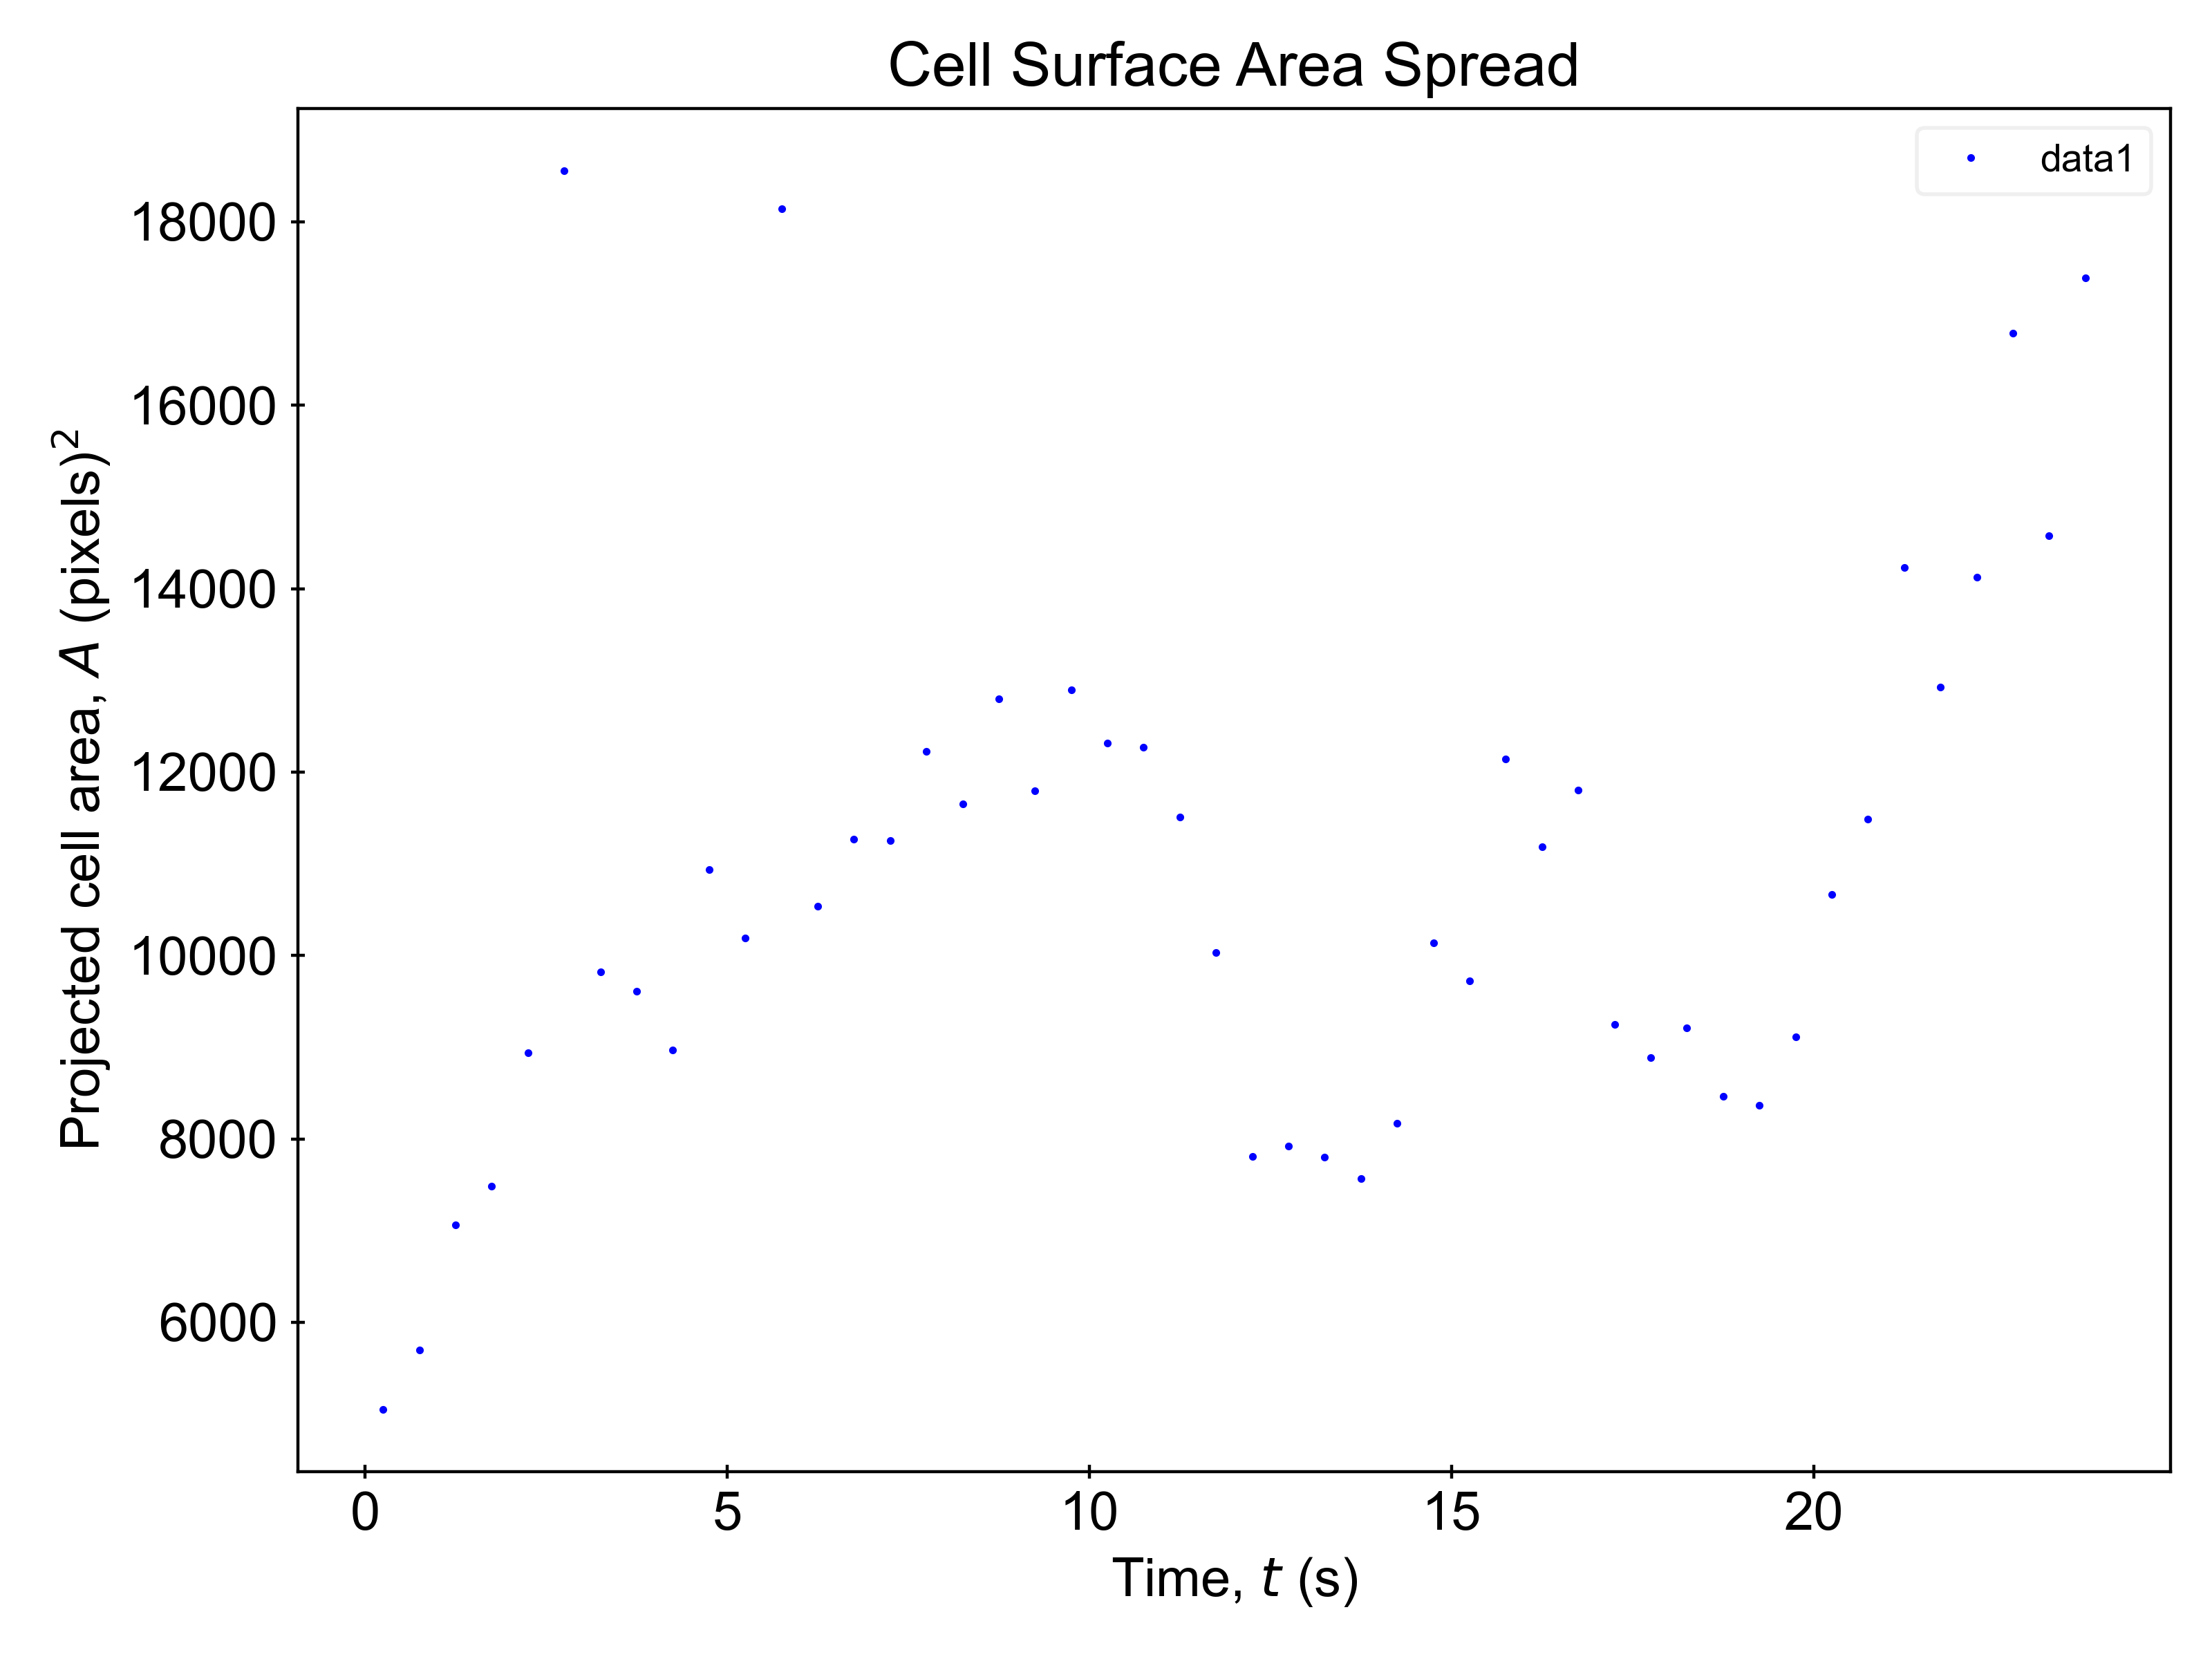 Cell Surface Area Spread
data1
18000
16000
14000
12000
10000
8000
6000
Projected cell area, A (pixels)²
0 5 10 15 20
Time, t (s)